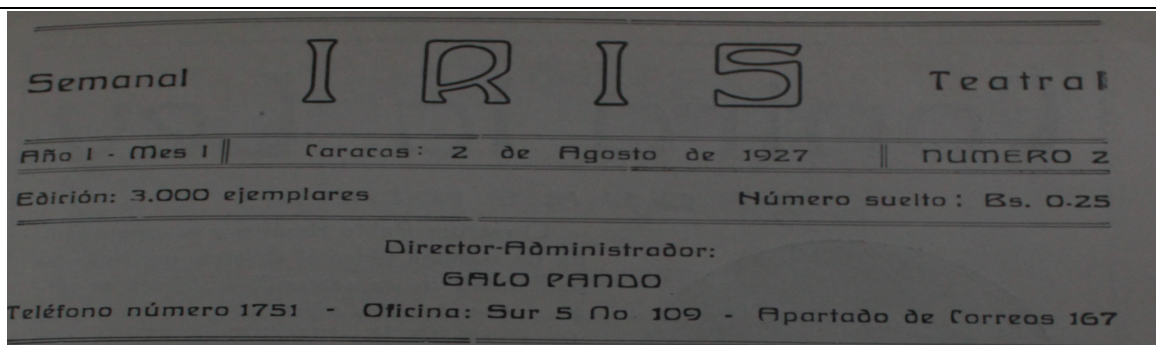 Semanal IRIS Teatral
Año I - Mes I Caracas: 2 de Agosto de 1927 NUMERO 2
Edición: 3.000 ejemplares Número suelto: Bs. 0.25
Director-Administrador:
GALO PANDO
Teléfono número 1751 - Oficina: Sur 5 No 109 - Apartado de Correos 167